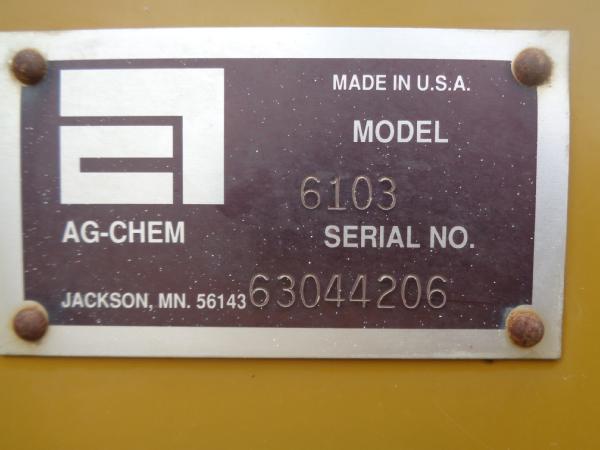 MADE IN U.S.A.
MODEL
6103
AG-CHEM
SERIAL NO.
JACKSON, MN. 56143 63044206